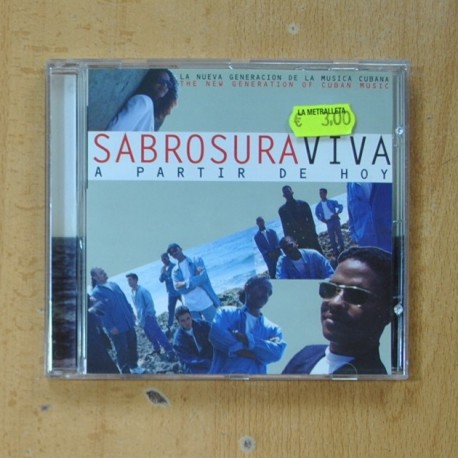 LA NUEVA GENERACION DE LA MUSICA CUBANA
THE NEW GENERATION OF CUBAN MUSIC
LA METRALLETA
€ 3,00
SABROSURAVIVA
A PARTIR DE HOY